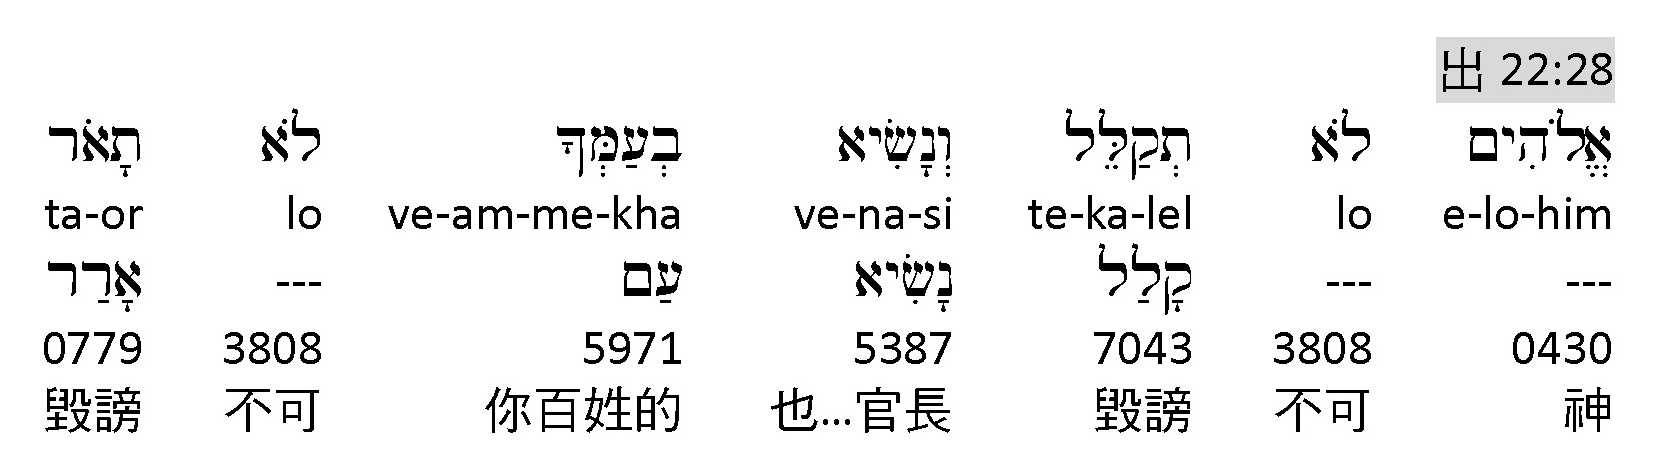 出 22:28
אֱלֹהִים לֹא תְקַלֵּל וְנָשִׂיא בְעַמְּךָ לֹא תָאֹר
ta-or lo ve-am-me-kha ve-na-si te-ka-lel lo e-lo-him
--- --- קָלַל נָשִׂיא עַם --- אָרַר
0779 3808 5971 5387 7043 3808 0430
毀謗 不可 你百姓的 也…官長 毀謗 不可 神